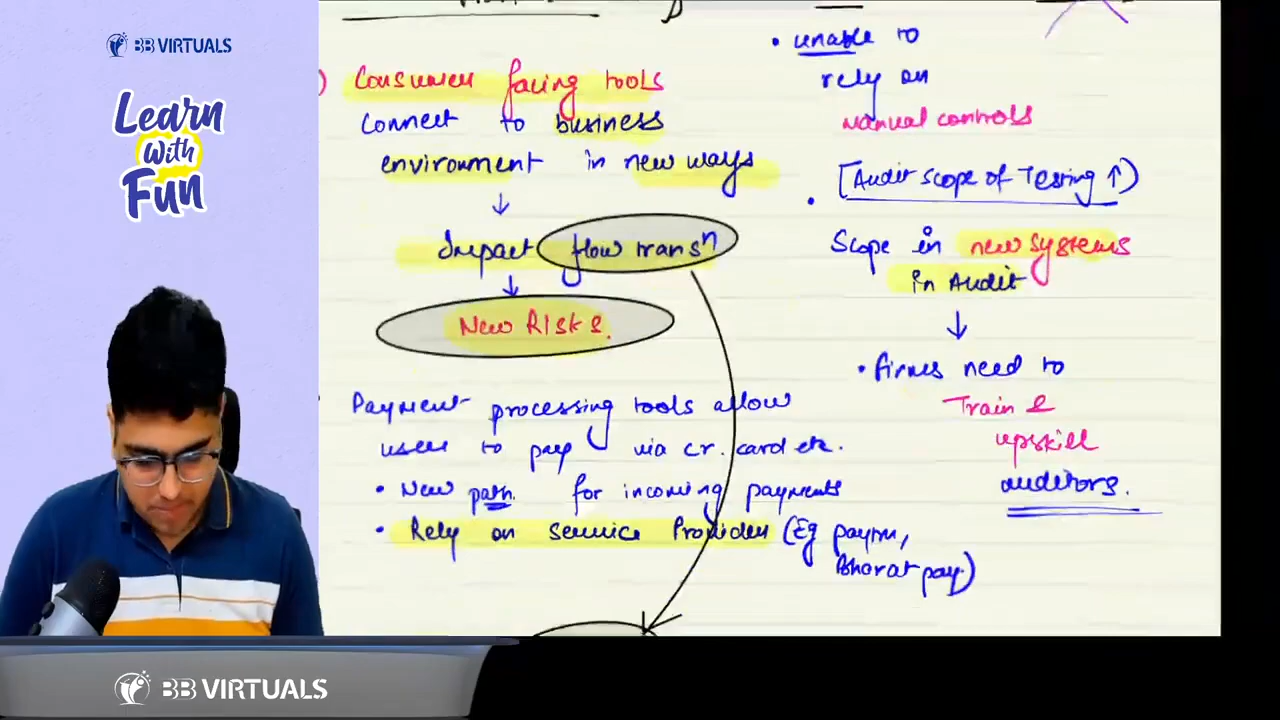 BB VIRTUALS
Learn
With
Fun
) Consumer facing tools
Connect to business
environment in new ways
↓
Impact flow transⁿ
↓
New Risks.
Payment processing tools allow
users to pay via cr. card etc.
• New path for incoming payments
• Rely on service Provider (Eg paytm,
Bharat pay)
• unable to
rely on
manual controls
[Audit scope of Testing ↑)
•
Scope in new systems
in Audit
↓
• firms need to
Train &
upskill
auditors.
BB VIRTUALS